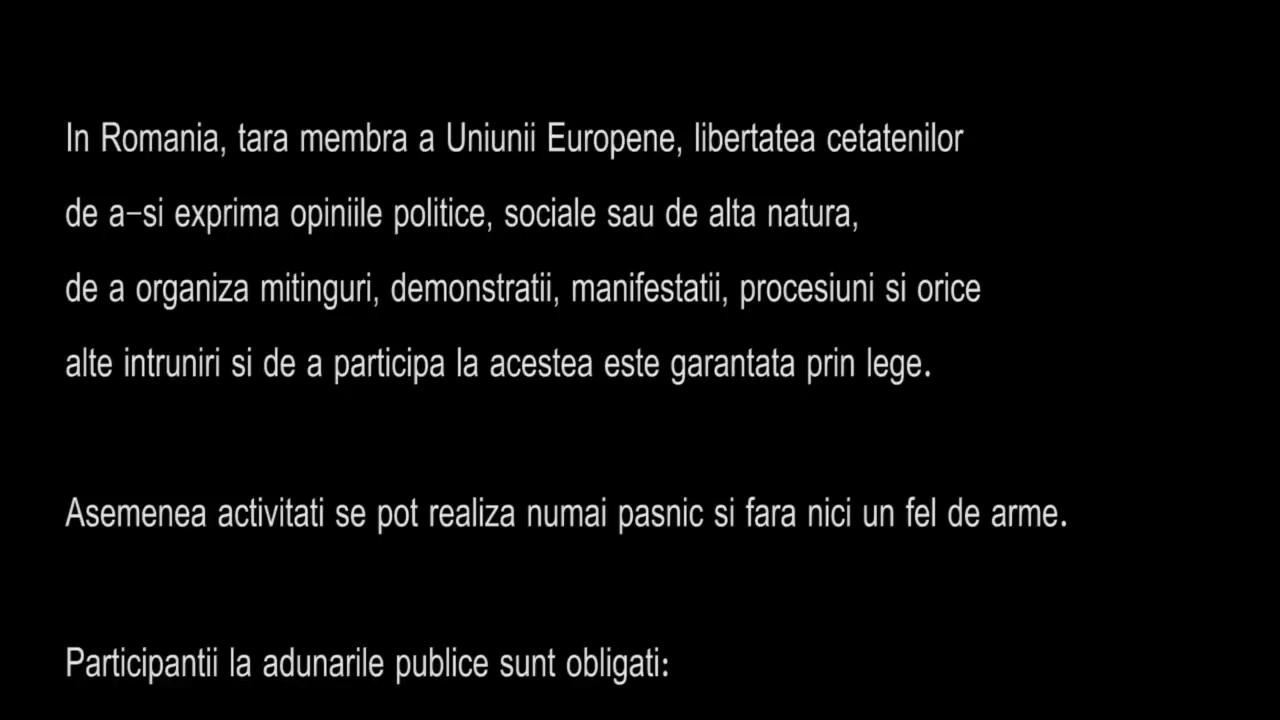 In Romania, tara membra a Uniunii Europene, libertatea cetatenilor
de a-si exprima opiniile politice, sociale sau de alta natura,
de a organiza mitinguri, demonstratii, manifestatii, procesiuni si orice
alte intruniri si de a participa la acestea este garantata prin lege.
Asemenea activitati se pot realiza numai pasnic si fara nici un fel de arme.
Participantii la adunarile publice sunt obligati: